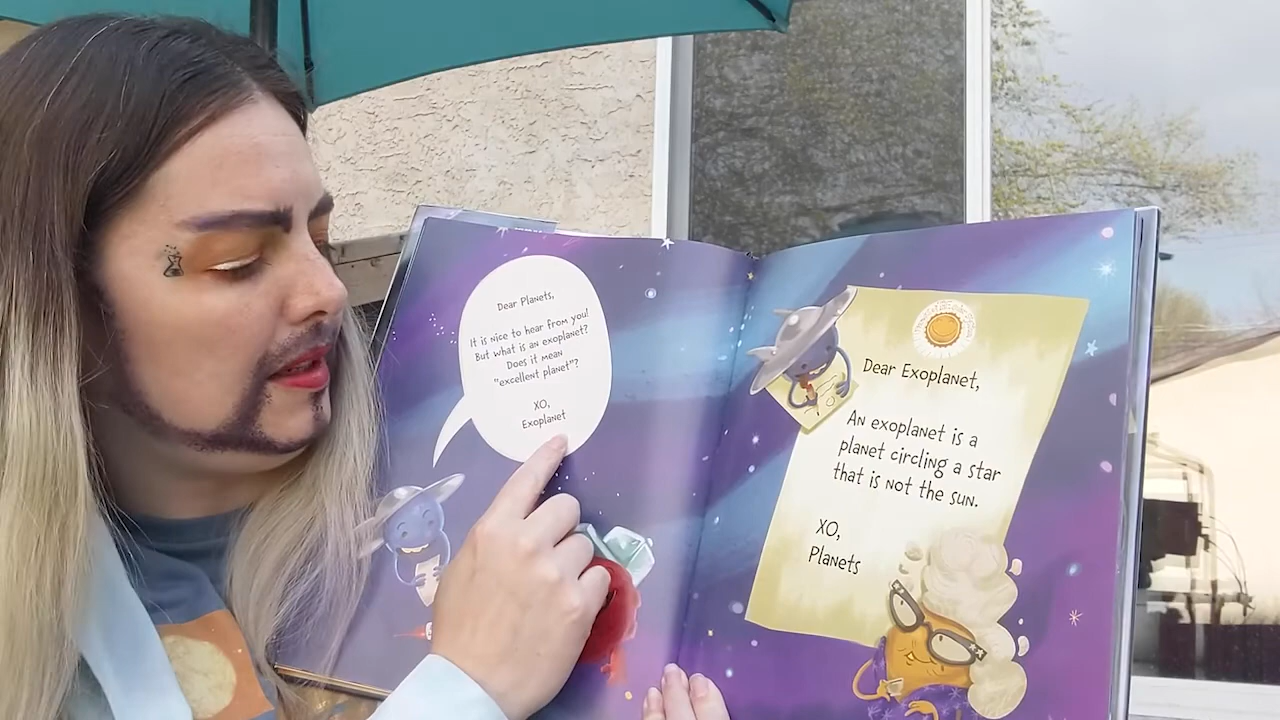 Dear Planets,
It is nice to hear from you!
But what is an exoplanet?
Does it mean
"excellent planet"?
XO,
Exoplanet
Dear Exoplanet,
An exoplanet is a
planet circling a star
that is not the sun.
XO,
Planets